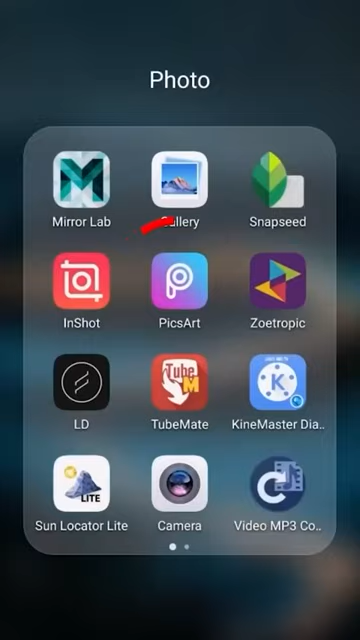 Photo
Mirror Lab
Gallery
Snapseed
InShot
PicsArt
Zoetropic
LD
Tube
M
TubeMate
K
KineMaster Dia..
LITE
Sun Locator Lite
Camera
Video MP3 Co..